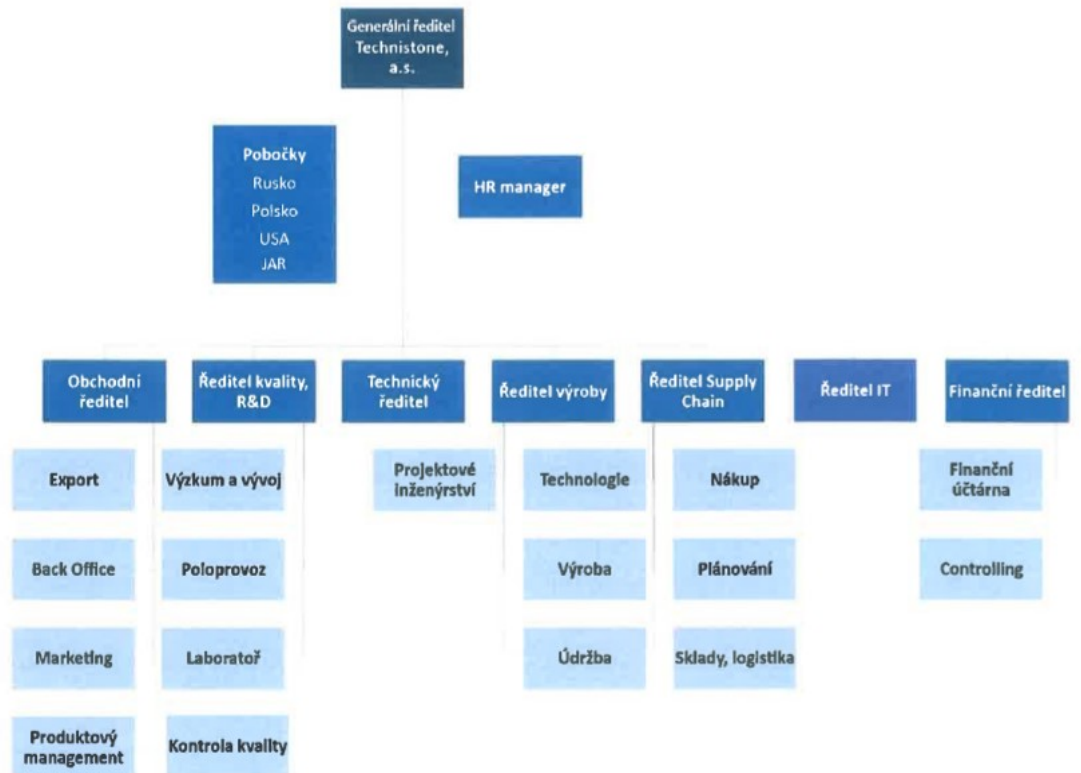 Generální ředitel
Technistone,
a.s.
Pobočky
Rusko
Polsko
USA
JAR
HR manager
Obchodní
ředitel
Ředitel kvality,
R&D
Technický
ředitel
Ředitel výroby
Ředitel Supply
Chain
Ředitel IT
Finanční ředitel
Export
Výzkum a vývoj
Projektové
inženýrství
Technologie
Nákup
Finanční
účtárna
Back Office
Poloprovoz
Výroba
Plánování
Controlling
Marketing
Laboratoř
Údržba
Sklady, logistika
Produktový
management
Kontrola kvality